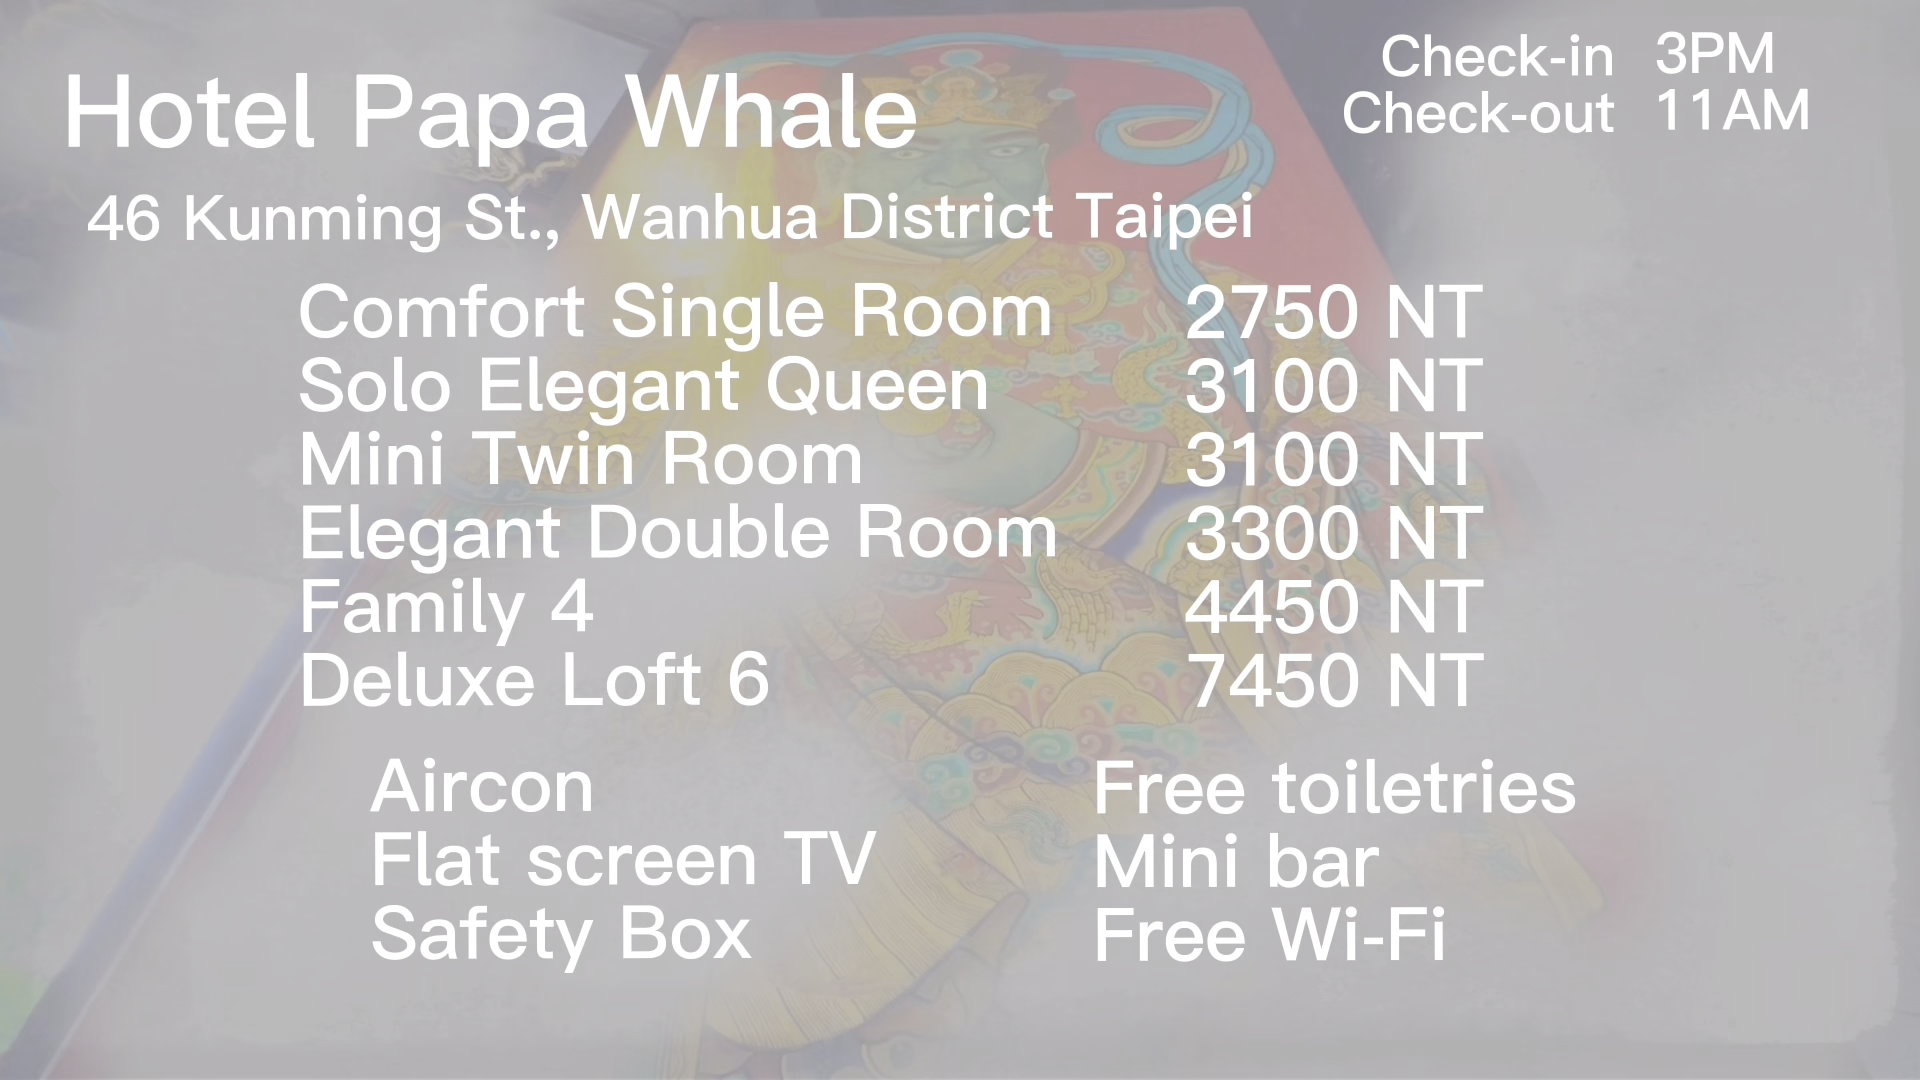 Hotel Papa Whale
Check-in 3PM
Check-out 11AM
46 Kunming St., Wanhua District Taipei
Comfort Single Room 2750 NT
Solo Elegant Queen 3100 NT
Mini Twin Room 3100 NT
Elegant Double Room 3300 NT
Family 4 4450 NT
Deluxe Loft 6 7450 NT
Aircon
Flat screen TV
Safety Box
Free toiletries
Mini bar
Free Wi-Fi